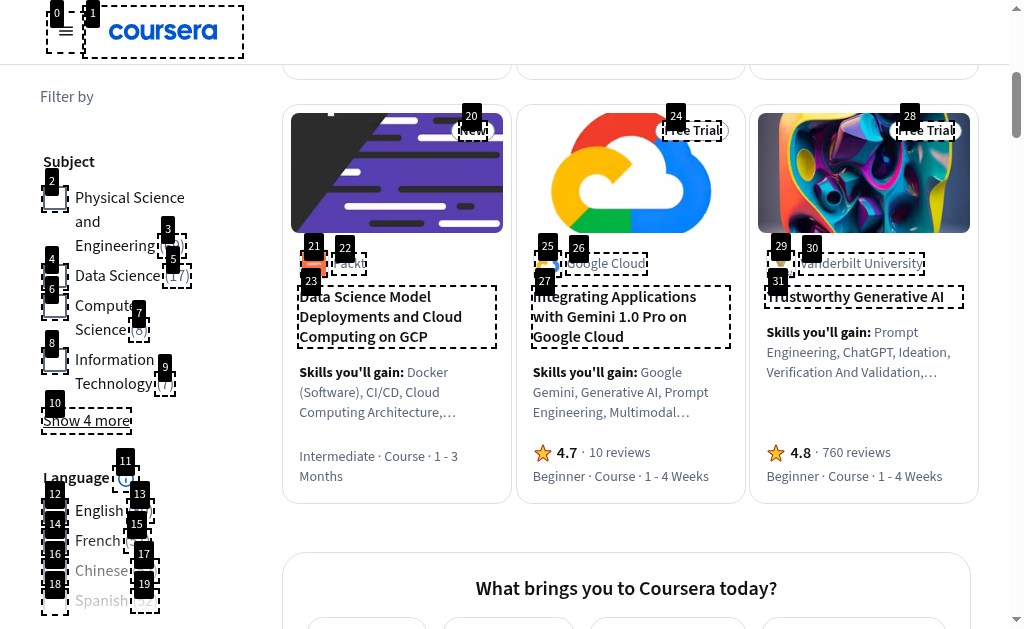 0
1
coursera
Filter by
Subject
2
Physical Science
and
Engineering
3
4
Data Science (17)
5
6
Computer
Science (8)
7
8
Information
Technology (7)
9
10
Show 4 more
Language
11
12
English
13
14
French
15
16
Chinese
17
18
Spanish (52)
19
20
New
21
22
Packt
23
Data Science Model
Deployments and Cloud
Computing on GCP
Skills you'll gain: Docker
(Software), CI/CD, Cloud
Computing Architecture,…
Intermediate · Course · 1 - 3
Months
24
Free Trial
25
26
Google Cloud
27
Integrating Applications
with Gemini 1.0 Pro on
Google Cloud
Skills you'll gain: Google
Gemini, Generative AI, Prompt
Engineering, Multimodal…
4.7 · 10 reviews
Beginner · Course · 1 - 4 Weeks
28
Free Trial
29
30
Vanderbilt University
31
Trustworthy Generative AI
Skills you'll gain: Prompt
Engineering, ChatGPT, Ideation,
Verification And Validation,…
4.8 · 760 reviews
Beginner · Course · 1 - 4 Weeks
What brings you to Coursera today?